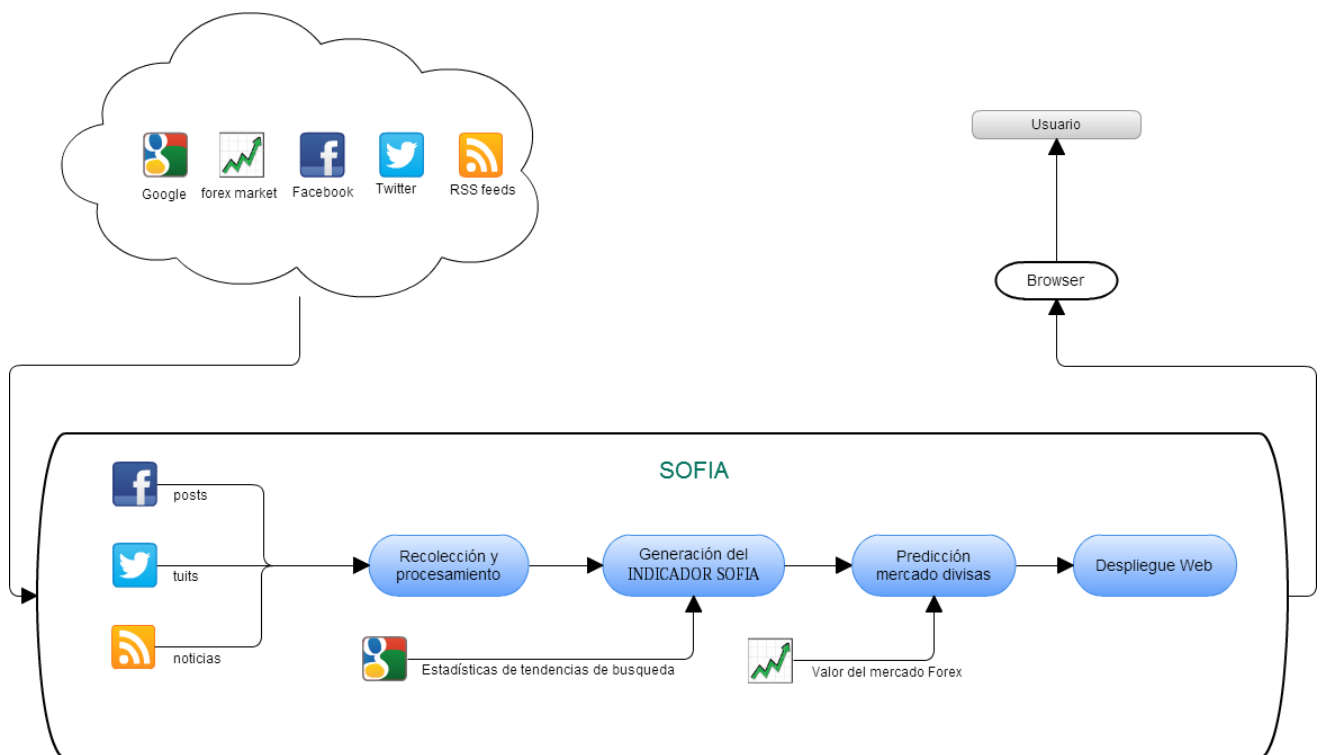 Usuario
Google
forex market
Facebook
Twitter
RSS feeds
Browser
SOFIA
posts
tuits
noticias
Recolección y
procesamiento
Generación del
INDICADOR SOFIA
Predicción
mercado divisas
Despliegue Web
Estadísticas de tendencias de busqueda
Valor del mercado Forex